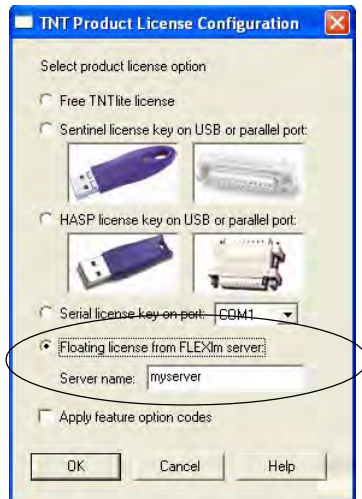 TNT Product License Configuration
Select product license option
Free TNTlite license
Sentinel license key on USB or parallel port:
HASP license key on USB or parallel port:
Serial license key on port: COM1
Floating license from FLEXlm server:
Server name: myserver
Apply feature option codes
OK Cancel Help